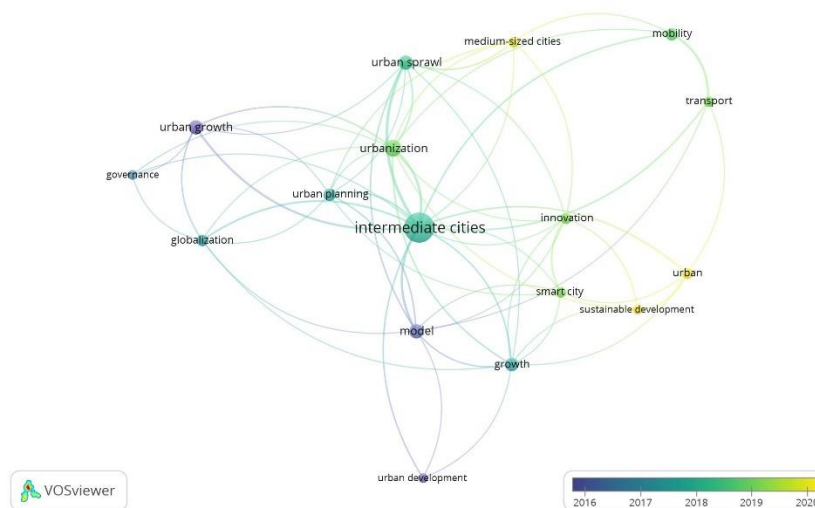 medium-sized cities
mobility
urban sprawl
transport
urban growth
urbanization
governance
urban planning
innovation
intermediate cities
globalization
urban
smart city
sustainable development
model
growth
urban development
VOSviewer
2016 2017 2018 2019 2020